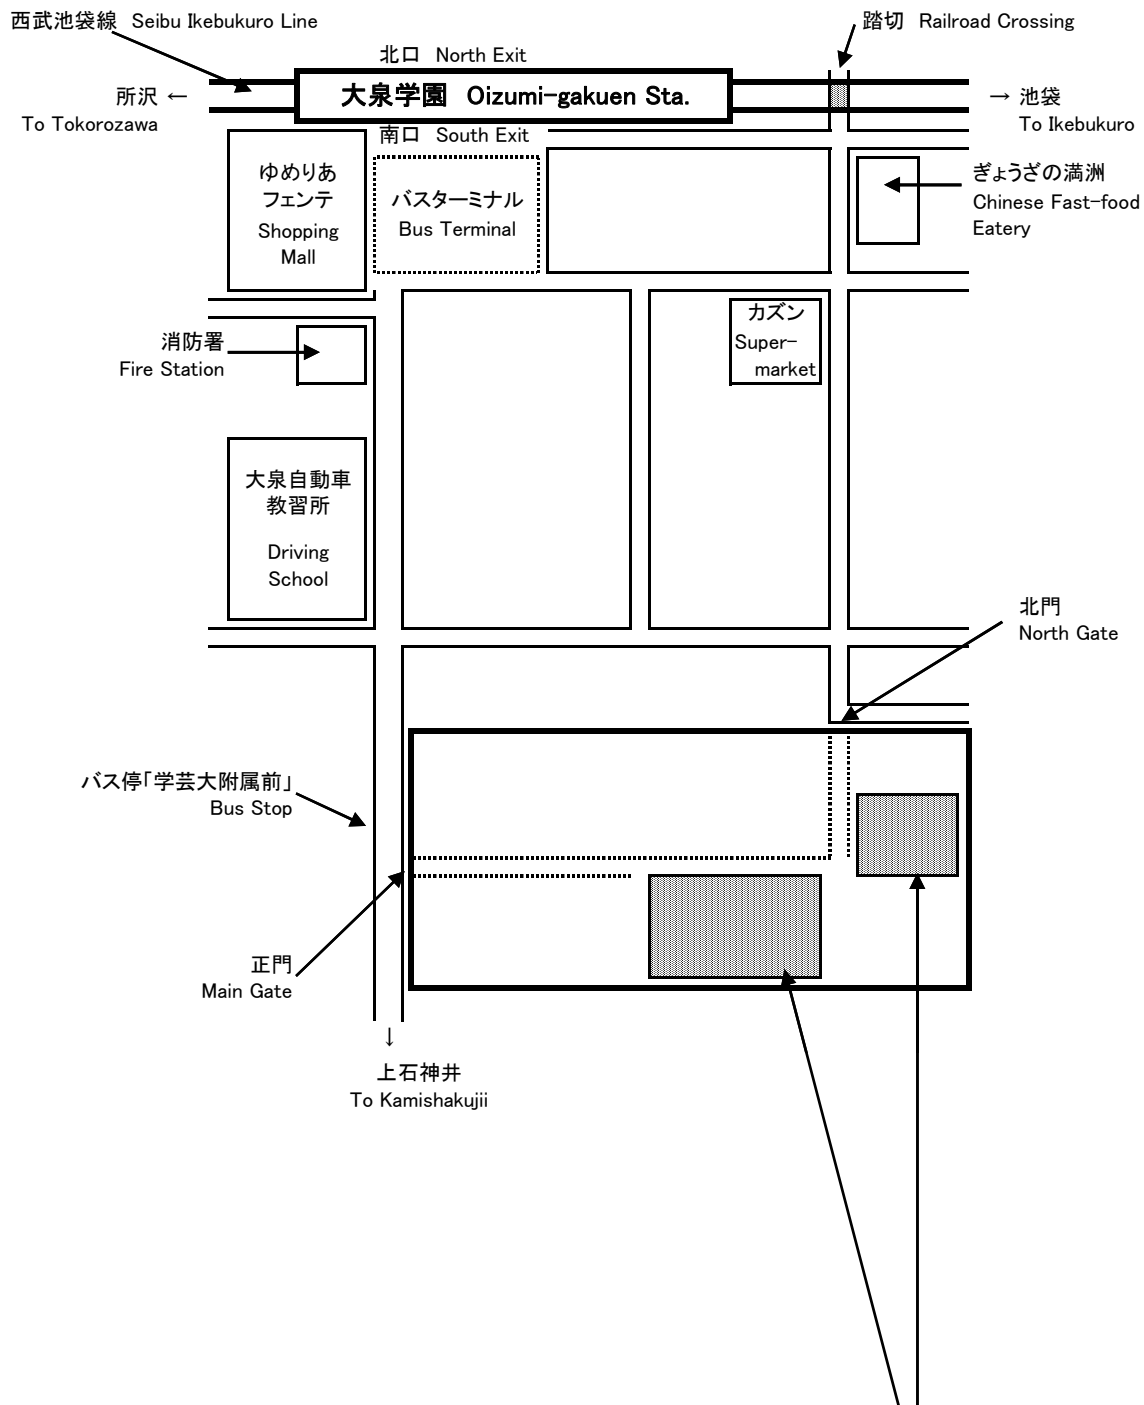 西武池袋線 Seibu Ikebukuro Line
踏切 Railroad Crossing
北口 North Exit
大泉学園 Oizumi-gakuen Sta.
所沢 ←
To Tokorozawa
→ 池袋
To Ikebukuro
南口 South Exit
ゆめりあ
フェンテ
Shopping
Mall
バスターミナル
Bus Terminal
ぎょうざの満洲
Chinese Fast-food
Eatery
消防署
Fire Station
カズン
Super-
market
大泉自動車
教習所
Driving
School
北門
North Gate
バス停「学芸大附属前」
Bus Stop
正門
Main Gate
↓
上石神井
To Kamishakujii